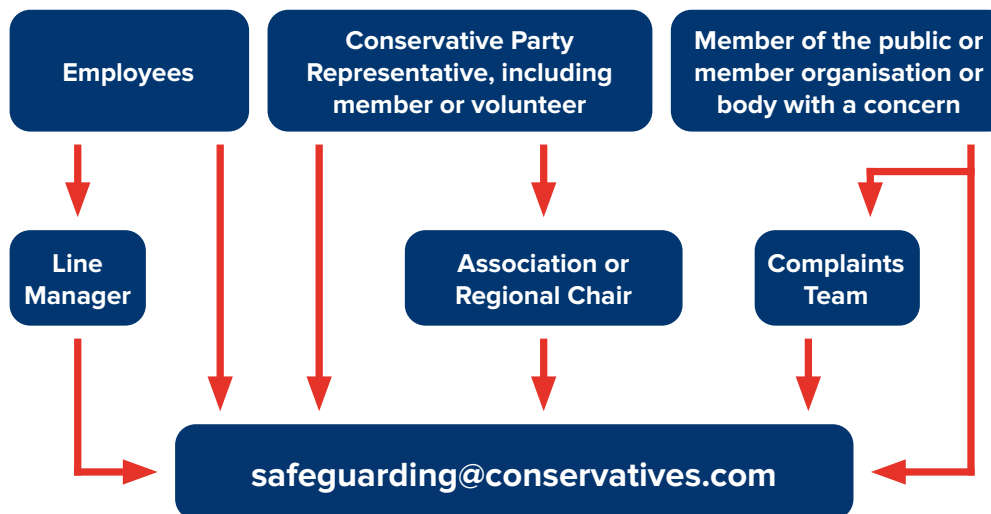 Employees
Conservative Party
Representative, including
member or volunteer
Member of the public or
member organisation or
body with a concern
Line
Manager
Association or
Regional Chair
Complaints
Team
safeguarding@conservatives.com